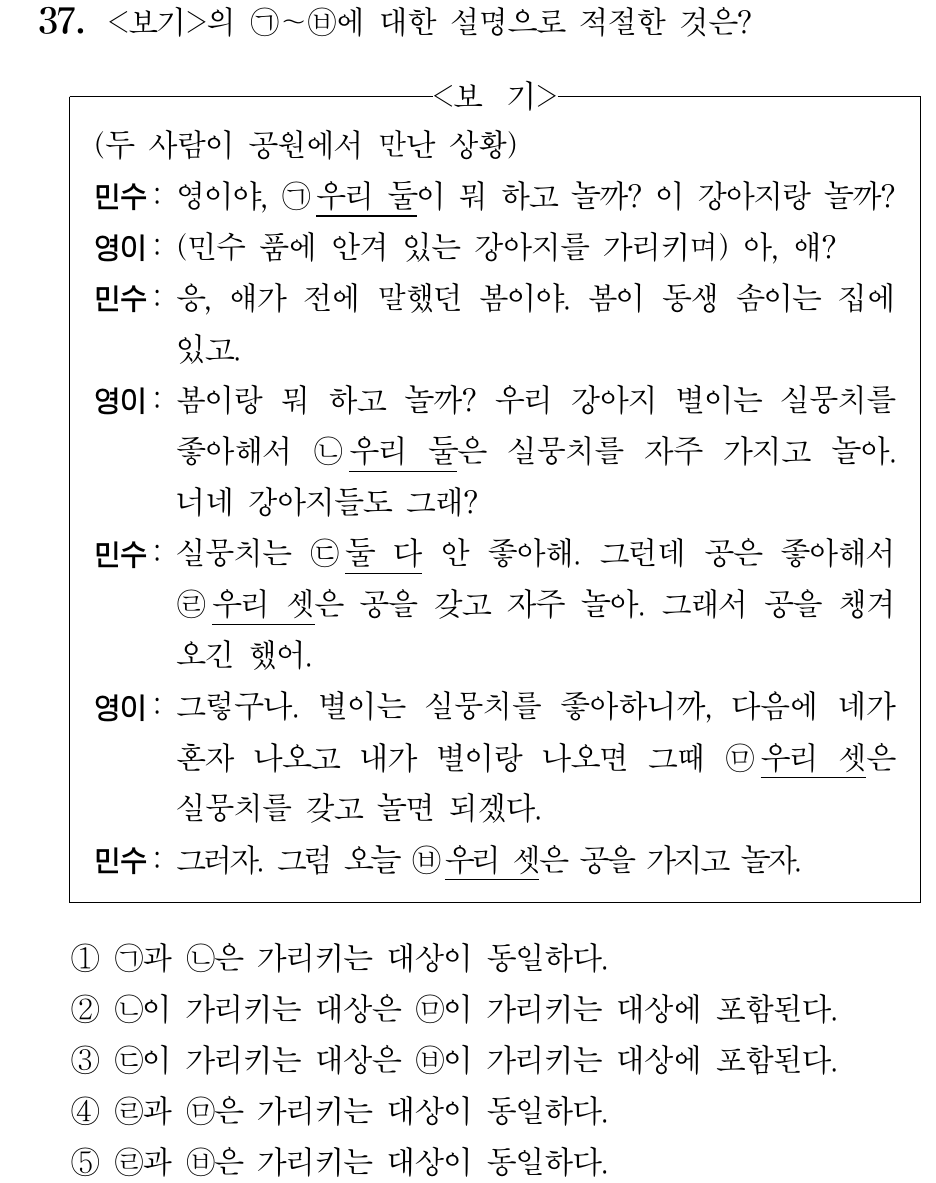 37. <보기>의 ㉠~㉥에 대한 설명으로 적절한 것은?
<보 기>
(두 사람이 공원에서 만난 상황)
민수: 영이야, ㉠우리 둘이 뭐 하고 놀까? 이 강아지랑 놀까?
영이: (민수 품에 안겨 있는 강아지를 가리키며) 아, 얘?
민수: 응, 얘가 전에 말했던 봄이야. 봄이 동생 솜이는 집에
있고.
영이: 봄이랑 뭐 하고 놀까? 우리 강아지 별이는 실뭉치를
좋아해서 ㉡우리 둘은 실뭉치를 자주 가지고 놀아.
너네 강아지들도 그래?
민수: 실뭉치는 ㉢둘 다 안 좋아해. 그런데 공은 좋아해서
㉣우리 셋은 공을 갖고 자주 놀아. 그래서 공을 챙겨
오긴 했어.
영이: 그렇구나. 별이는 실뭉치를 좋아하니까, 다음에 네가
혼자 나오고 내가 별이랑 나오면 그때 ㉤우리 셋은
실뭉치를 갖고 놀면 되겠다.
민수: 그러자. 그럼 오늘 ㉥우리 셋은 공을 가지고 놀자.
① ㉠과 ㉡은 가리키는 대상이 동일하다.
② ㉡이 가리키는 대상은 ㉤이 가리키는 대상에 포함된다.
③ ㉢이 가리키는 대상은 ㉥이 가리키는 대상에 포함된다.
④ ㉣과 ㉤은 가리키는 대상이 동일하다.
⑤ ㉣과 ㉥은 가리키는 대상이 동일하다.